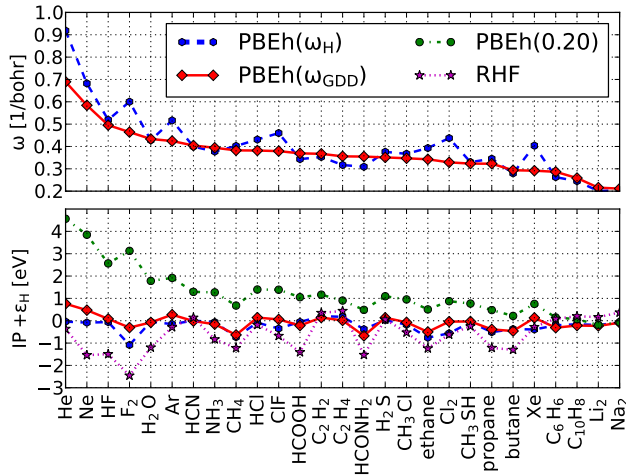 1.0
0.9
0.8
0.7
0.6
0.5
0.4
0.3
0.2
ω [1/bohr]
PBEh(ω_H)
PBEh(ω_GDD)
PBEh(0.20)
RHF
4
3
2
1
0
−1
−2
−3
IP +ε_H [eV]
He
Ne
HF
F₂
H₂O
Ar
HCN
NH₃
CH₄
HCl
ClF
HCOOH
C₂H₂
C₂H₄
HCONH₂
H₂S
CH₃Cl
ethane
Cl₂
CH₃SH
propane
butane
Xe
C₆H₆
C₁₀H₈
Li₂
Na₂